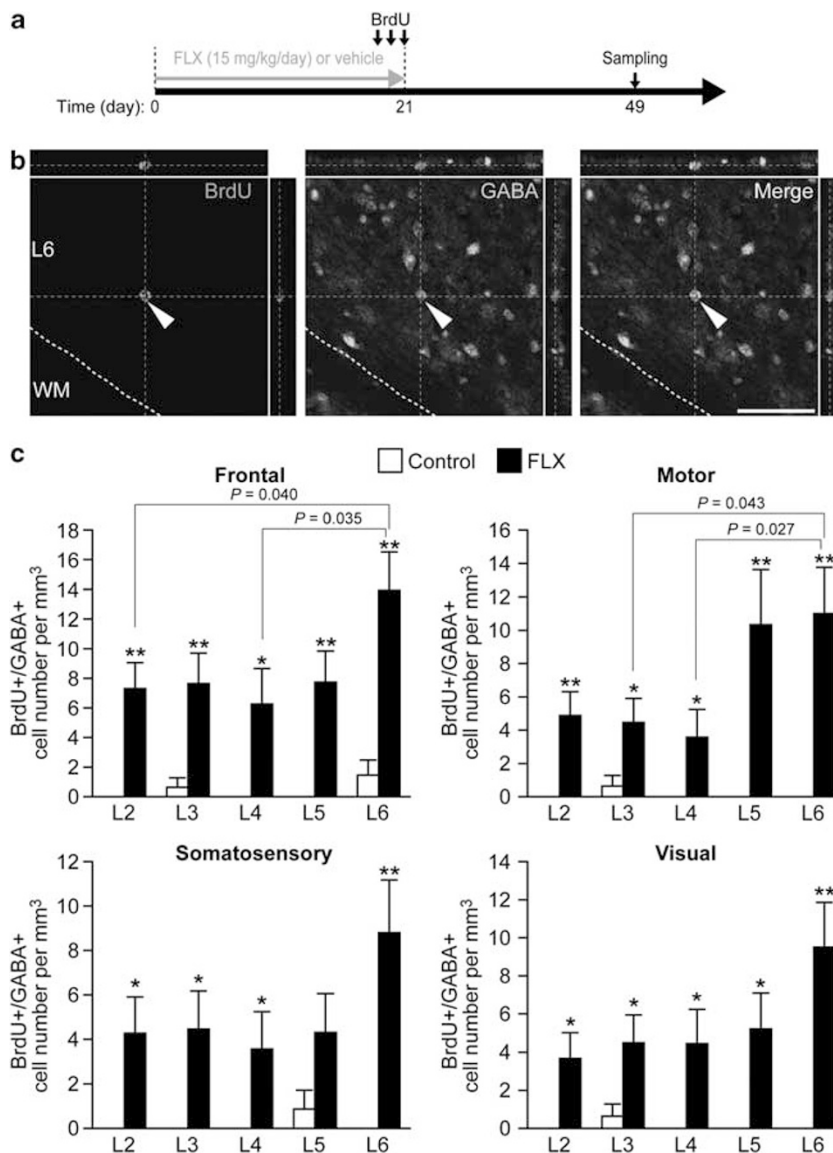 a
BrdU
FLX (15 mg/kg/day) or vehicle
Sampling
Time (day): 0 21 49
b
BrdU GABA Merge
L6
WM
c
Control FLX
Frontal
P = 0.040
P = 0.035
BrdU+/GABA+
cell number per mm³
18
16
14
12
10
8
6
4
2
0
** ** * ** **
L2 L3 L4 L5 L6
Motor
P = 0.043
P = 0.027
BrdU+/GABA+
cell number per mm³
16
14
12
10
8
6
4
2
0
** * * ** **
L2 L3 L4 L5 L6
Somatosensory
BrdU+/GABA+
cell number per mm³
12
10
8
6
4
2
0
* * * **
L2 L3 L4 L5 L6
Visual
BrdU+/GABA+
cell number per mm³
14
12
10
8
6
4
2
0
* * * * **
L2 L3 L4 L5 L6